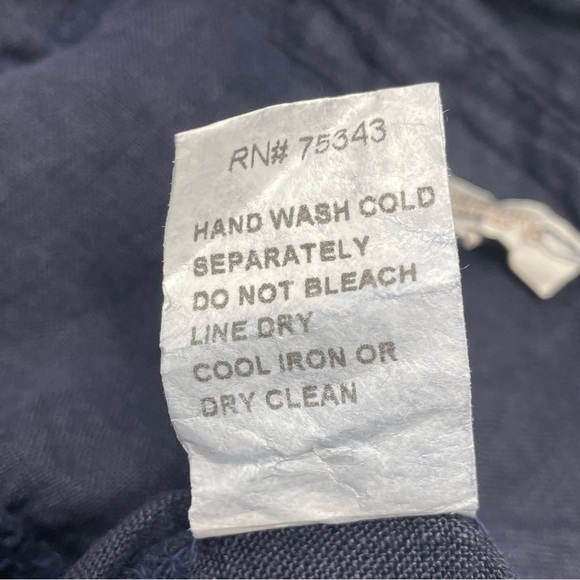 RN# 75343
HAND WASH COLD
SEPARATELY
DO NOT BLEACH
LINE DRY
COOL IRON OR
DRY CLEAN